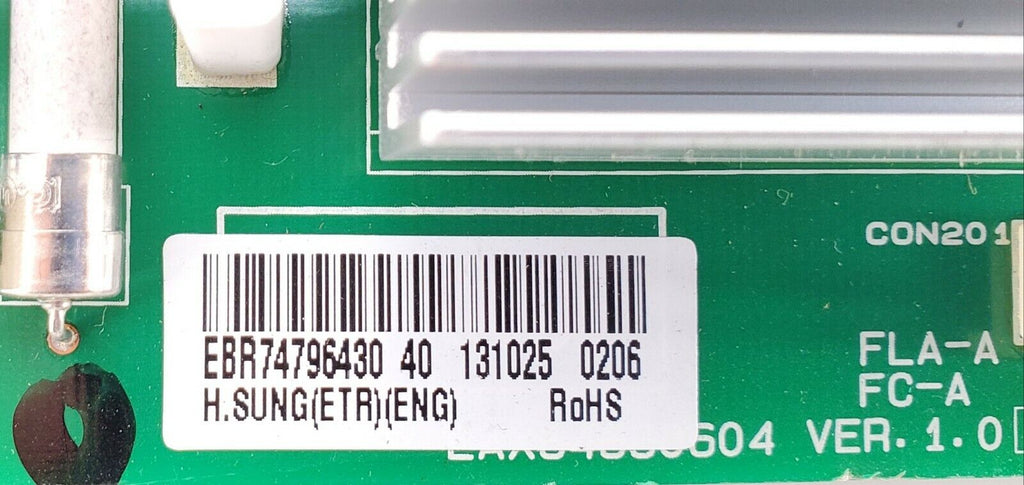 CON201
EBR74796430 40 131025 0206
H.SUNG(ETR)(ENG) RoHS
FLA-A
FC-A
VER. 1.0